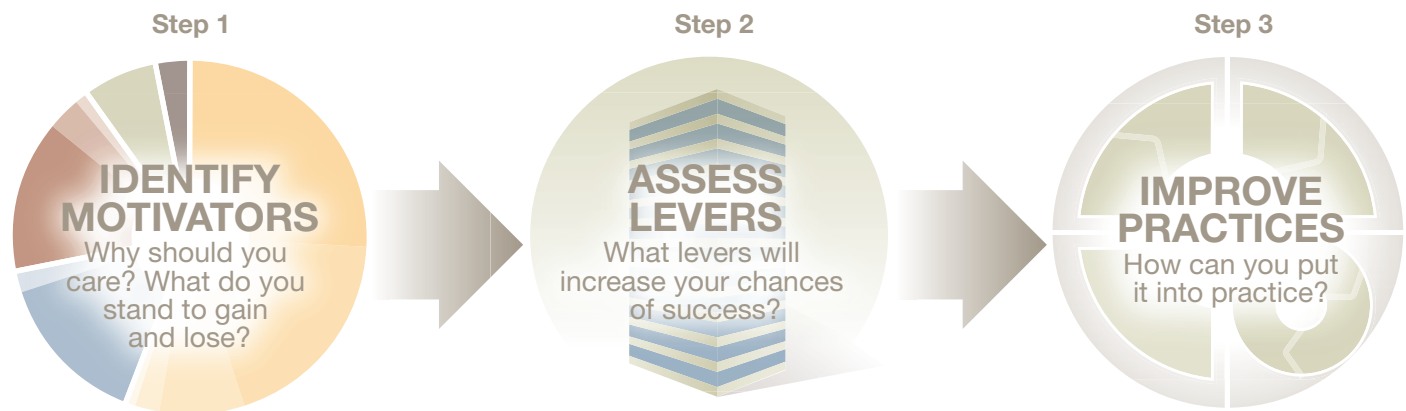 Step 1
IDENTIFY
MOTIVATORS
Why should you
care? What do you
stand to gain
and lose?
Step 2
ASSESS
LEVERS
What levers will
increase your chances
of success?
Step 3
IMPROVE
PRACTICES
How can you put
it into practice?